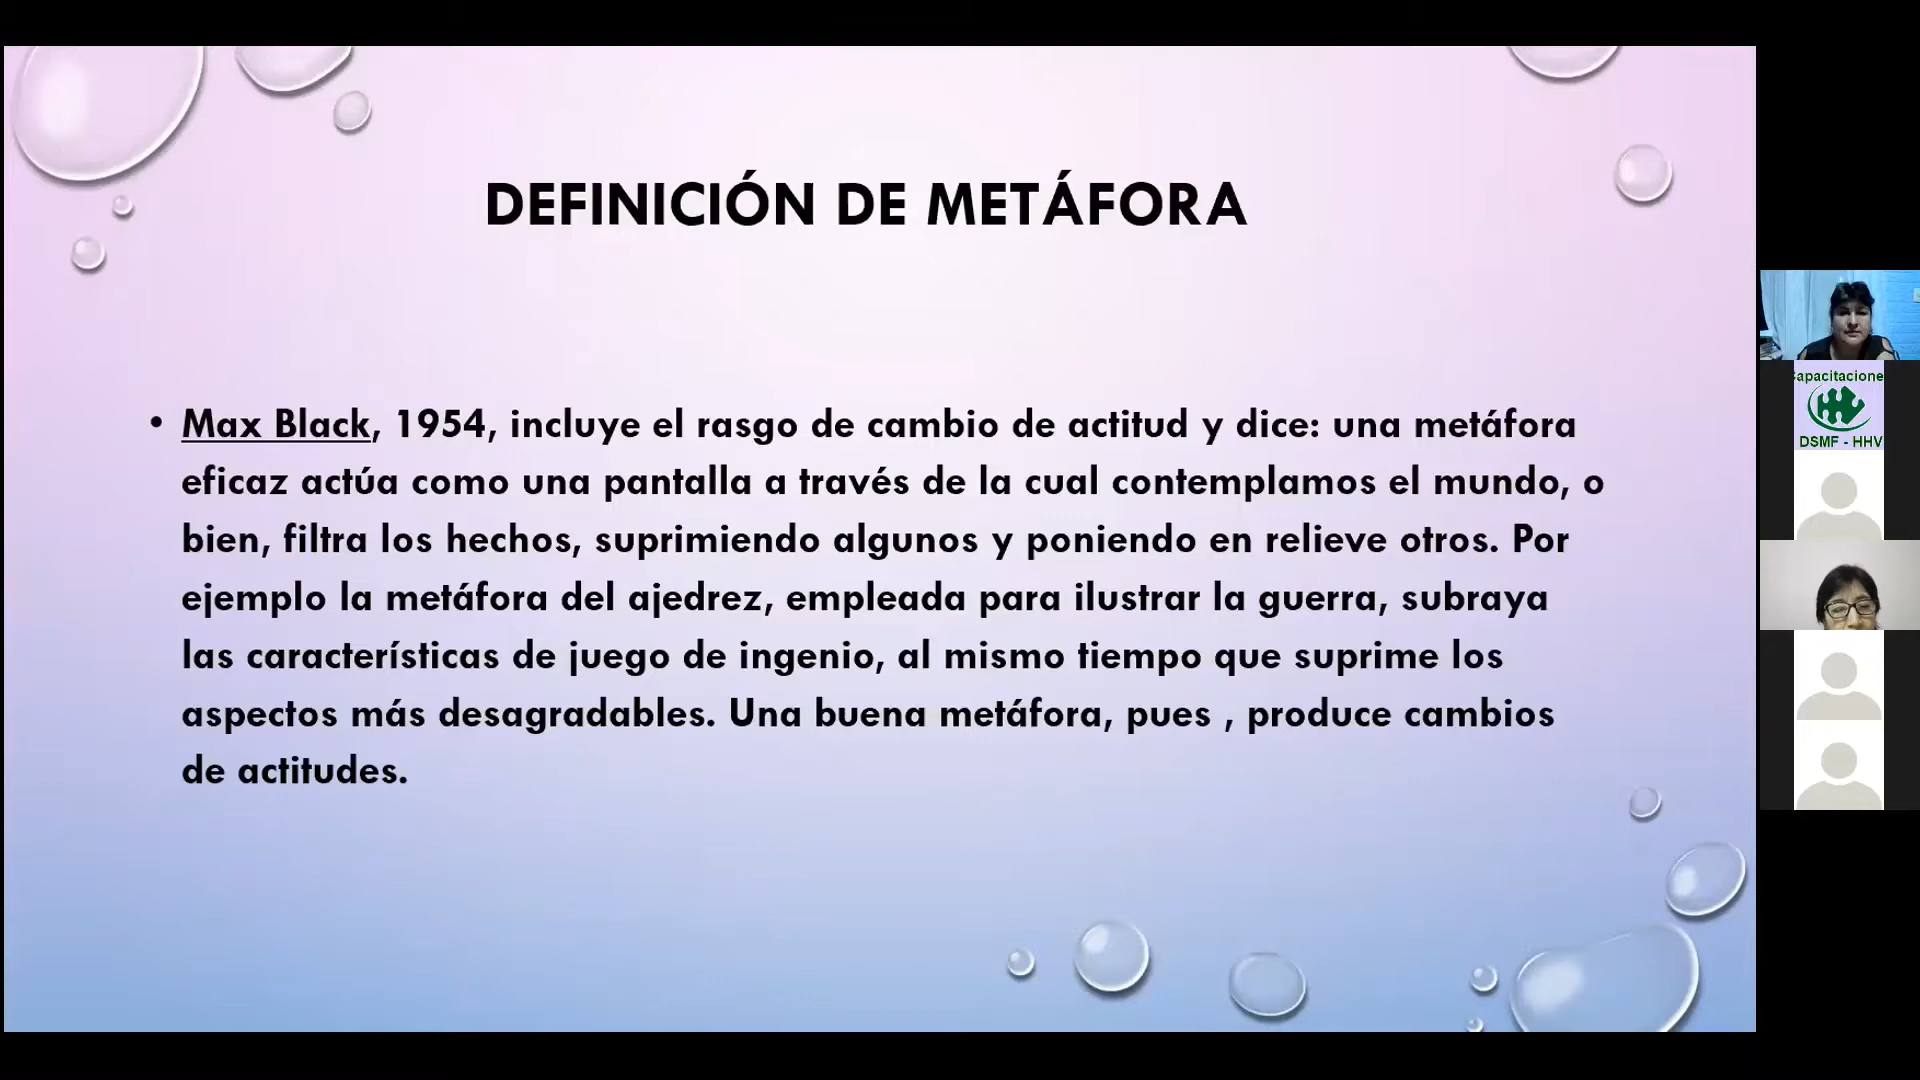 DEFINICIÓN DE METÁFORA
• Max Black, 1954, incluye el rasgo de cambio de actitud y dice: una metáfora
eficaz actúa como una pantalla a través de la cual contemplamos el mundo, o
bien, filtra los hechos, suprimiendo algunos y poniendo en relieve otros. Por
ejemplo la metáfora del ajedrez, empleada para ilustrar la guerra, subraya
las características de juego de ingenio, al mismo tiempo que suprime los
aspectos más desagradables. Una buena metáfora, pues , produce cambios
de actitudes.
apacitacione
DSMF - HHV